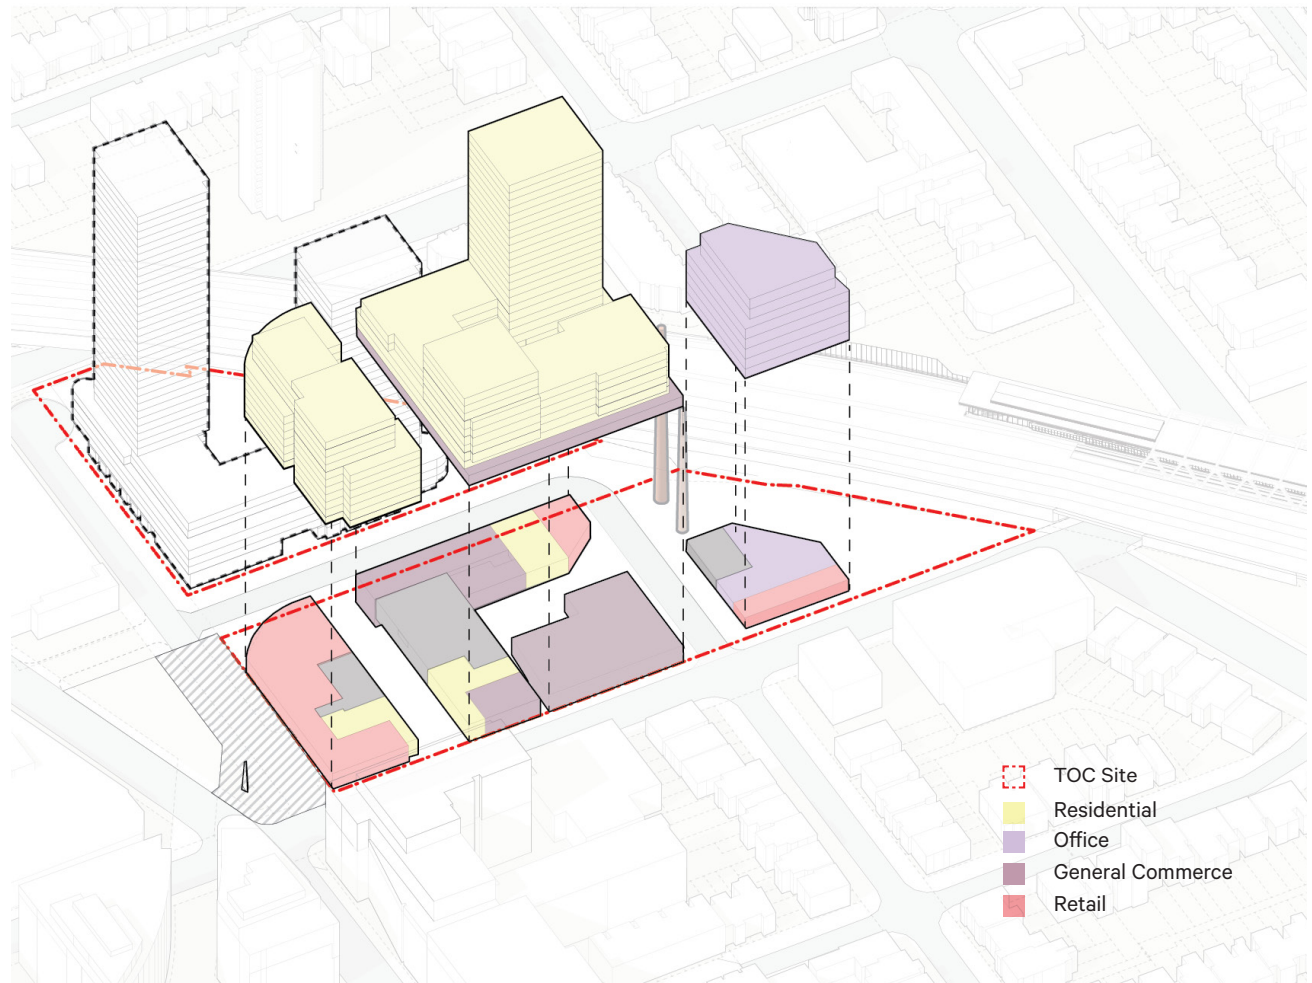 TOC Site
Residential
Office
General Commerce
Retail